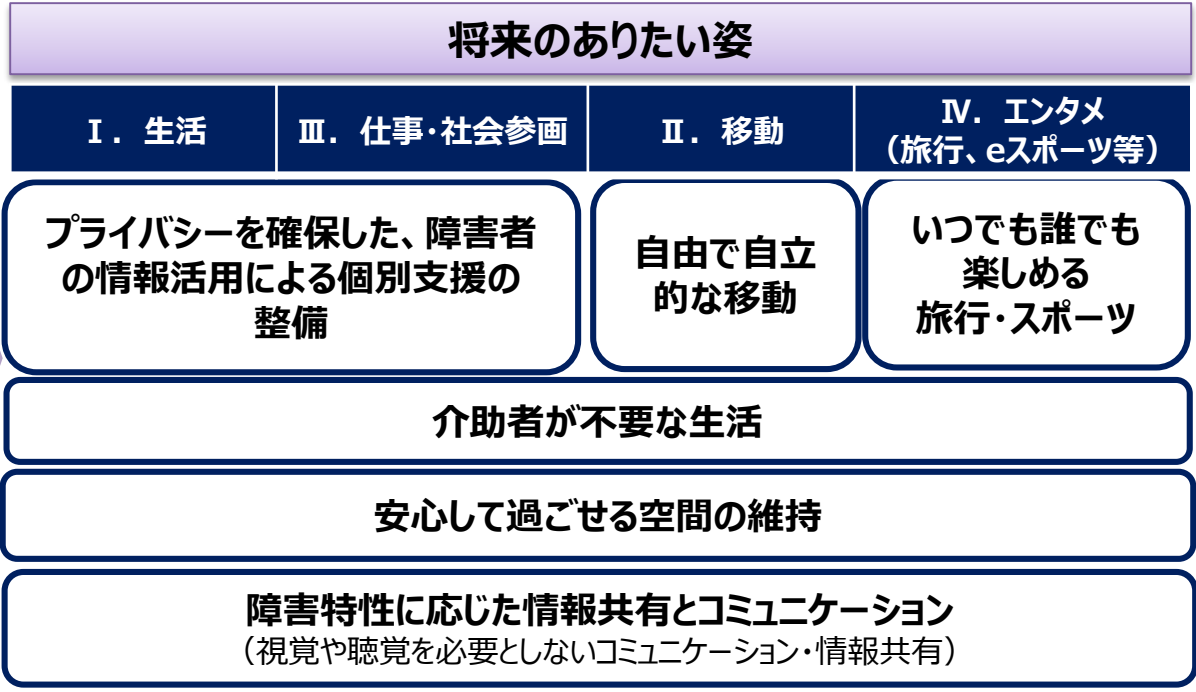 将来のありたい姿
Ⅰ. 生活
Ⅲ. 仕事・社会参画
Ⅱ. 移動
Ⅳ. エンタメ
（旅行、eスポーツ等）
プライバシーを確保した、障害者
の情報活用による個別支援の
整備
自由で自立
的な移動
いつでも誰でも
楽しめる
旅行・スポーツ
介助者が不要な生活
安心して過ごせる空間の維持
障害特性に応じた情報共有とコミュニケーション
（視覚や聴覚を必要としないコミュニケーション・情報共有）